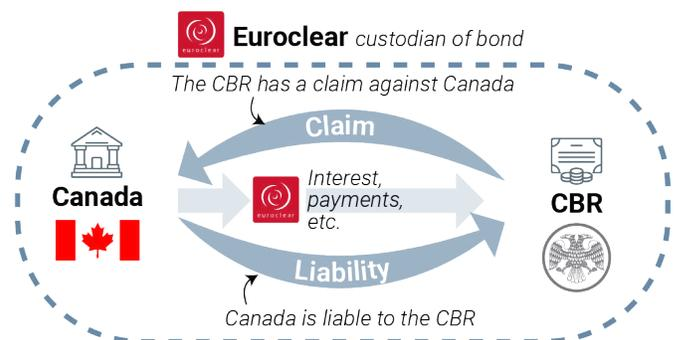 euroclear
Euroclear custodian of bond
The CBR has a claim against Canada
Claim
Canada
euroclear
Interest,
payments,
etc.
CBR
Liability
Canada is liable to the CBR